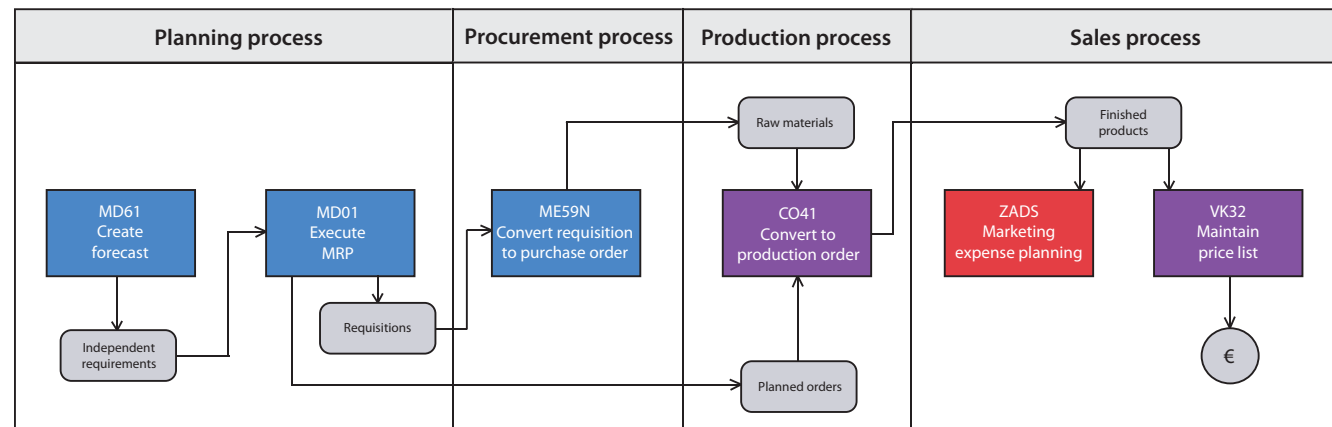 Planning process
Procurement process
Production process
Sales process
Raw materials
Finished
products
MD61
Create
forecast
MD01
Execute
MRP
ME59N
Convert requisition
to purchase order
CO41
Convert to
production order
ZADS
Marketing
expense planning
VK32
Maintain
price list
Requisitions
Independent
requirements
€
Planned orders